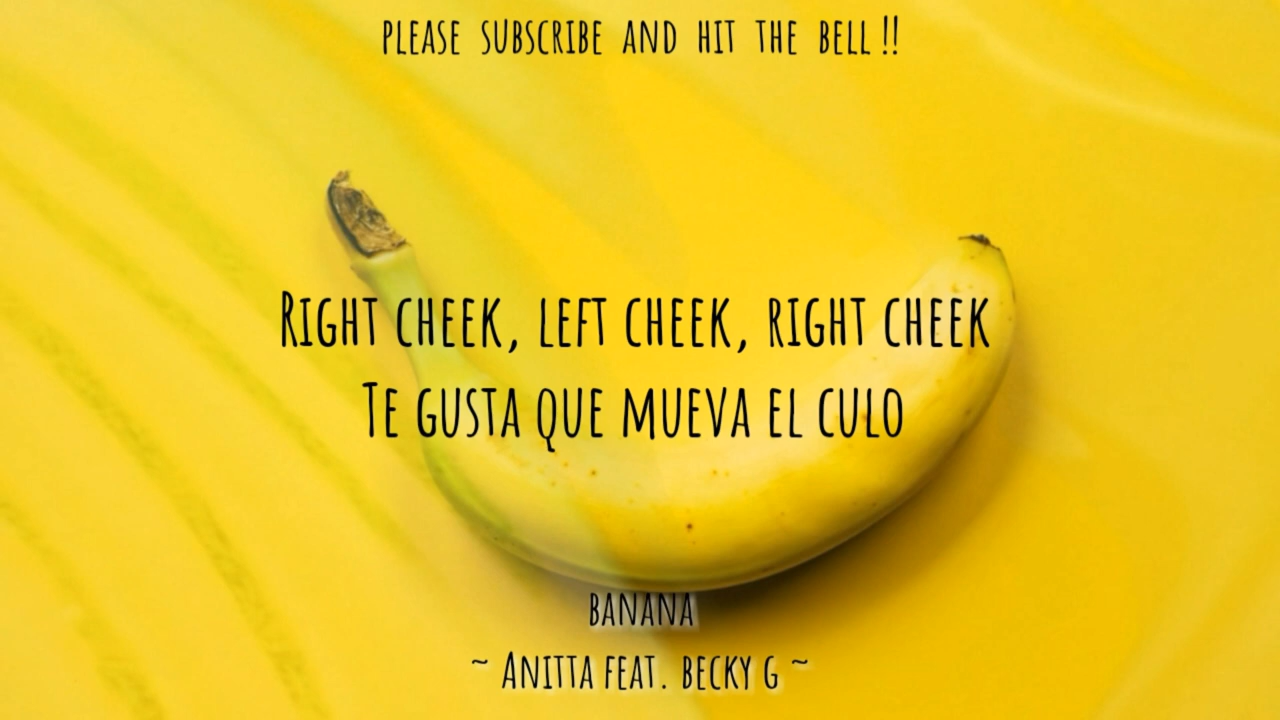 PLEASE SUBSCRIBE AND HIT THE BELL !!
RIGHT CHEEK, LEFT CHEEK, RIGHT CHEEK
TE GUSTA QUE MUEVA EL CULO
BANANA
~ ANITTA FEAT. BECKY G ~